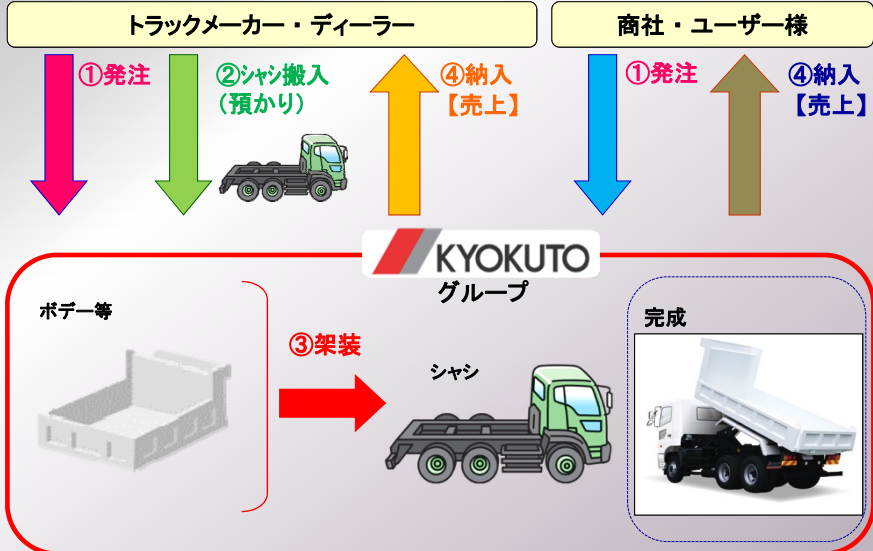 トラックメーカー・ディーラー
商社・ユーザー様
①発注
②シャシ搬入
(預かり)
④納入
【売上】
①発注
④納入
【売上】
KYOKUTO
グループ
ボデー等
③架装
シャシ
完成